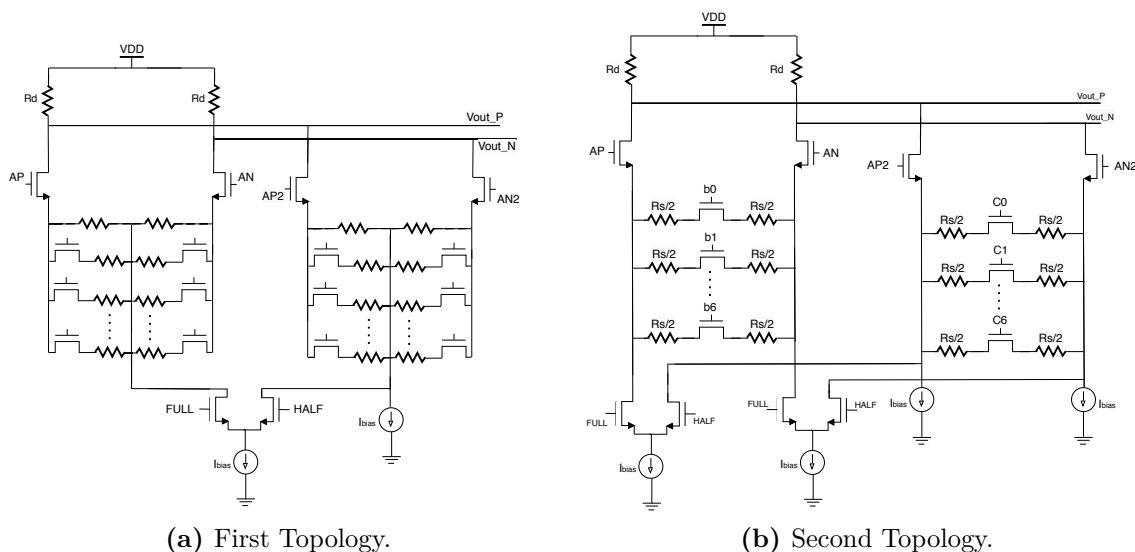 VDD
Rd
Rd
Vout_P
Vout_N
AP
AN
AP2
AN2
FULL
HALF
Ibias
Ibias
(a) First Topology.
VDD
Rd
Rd
Vout_P
Vout_N
AP
AN
AP2
AN2
b0
Rs/2
Rs/2
C0
Rs/2
Rs/2
b1
Rs/2
Rs/2
C1
Rs/2
Rs/2
b6
Rs/2
Rs/2
C6
Rs/2
Rs/2
FULL
HALF
FULL
HALF
Ibias
Ibias
Ibias
Ibias
(b) Second Topology.